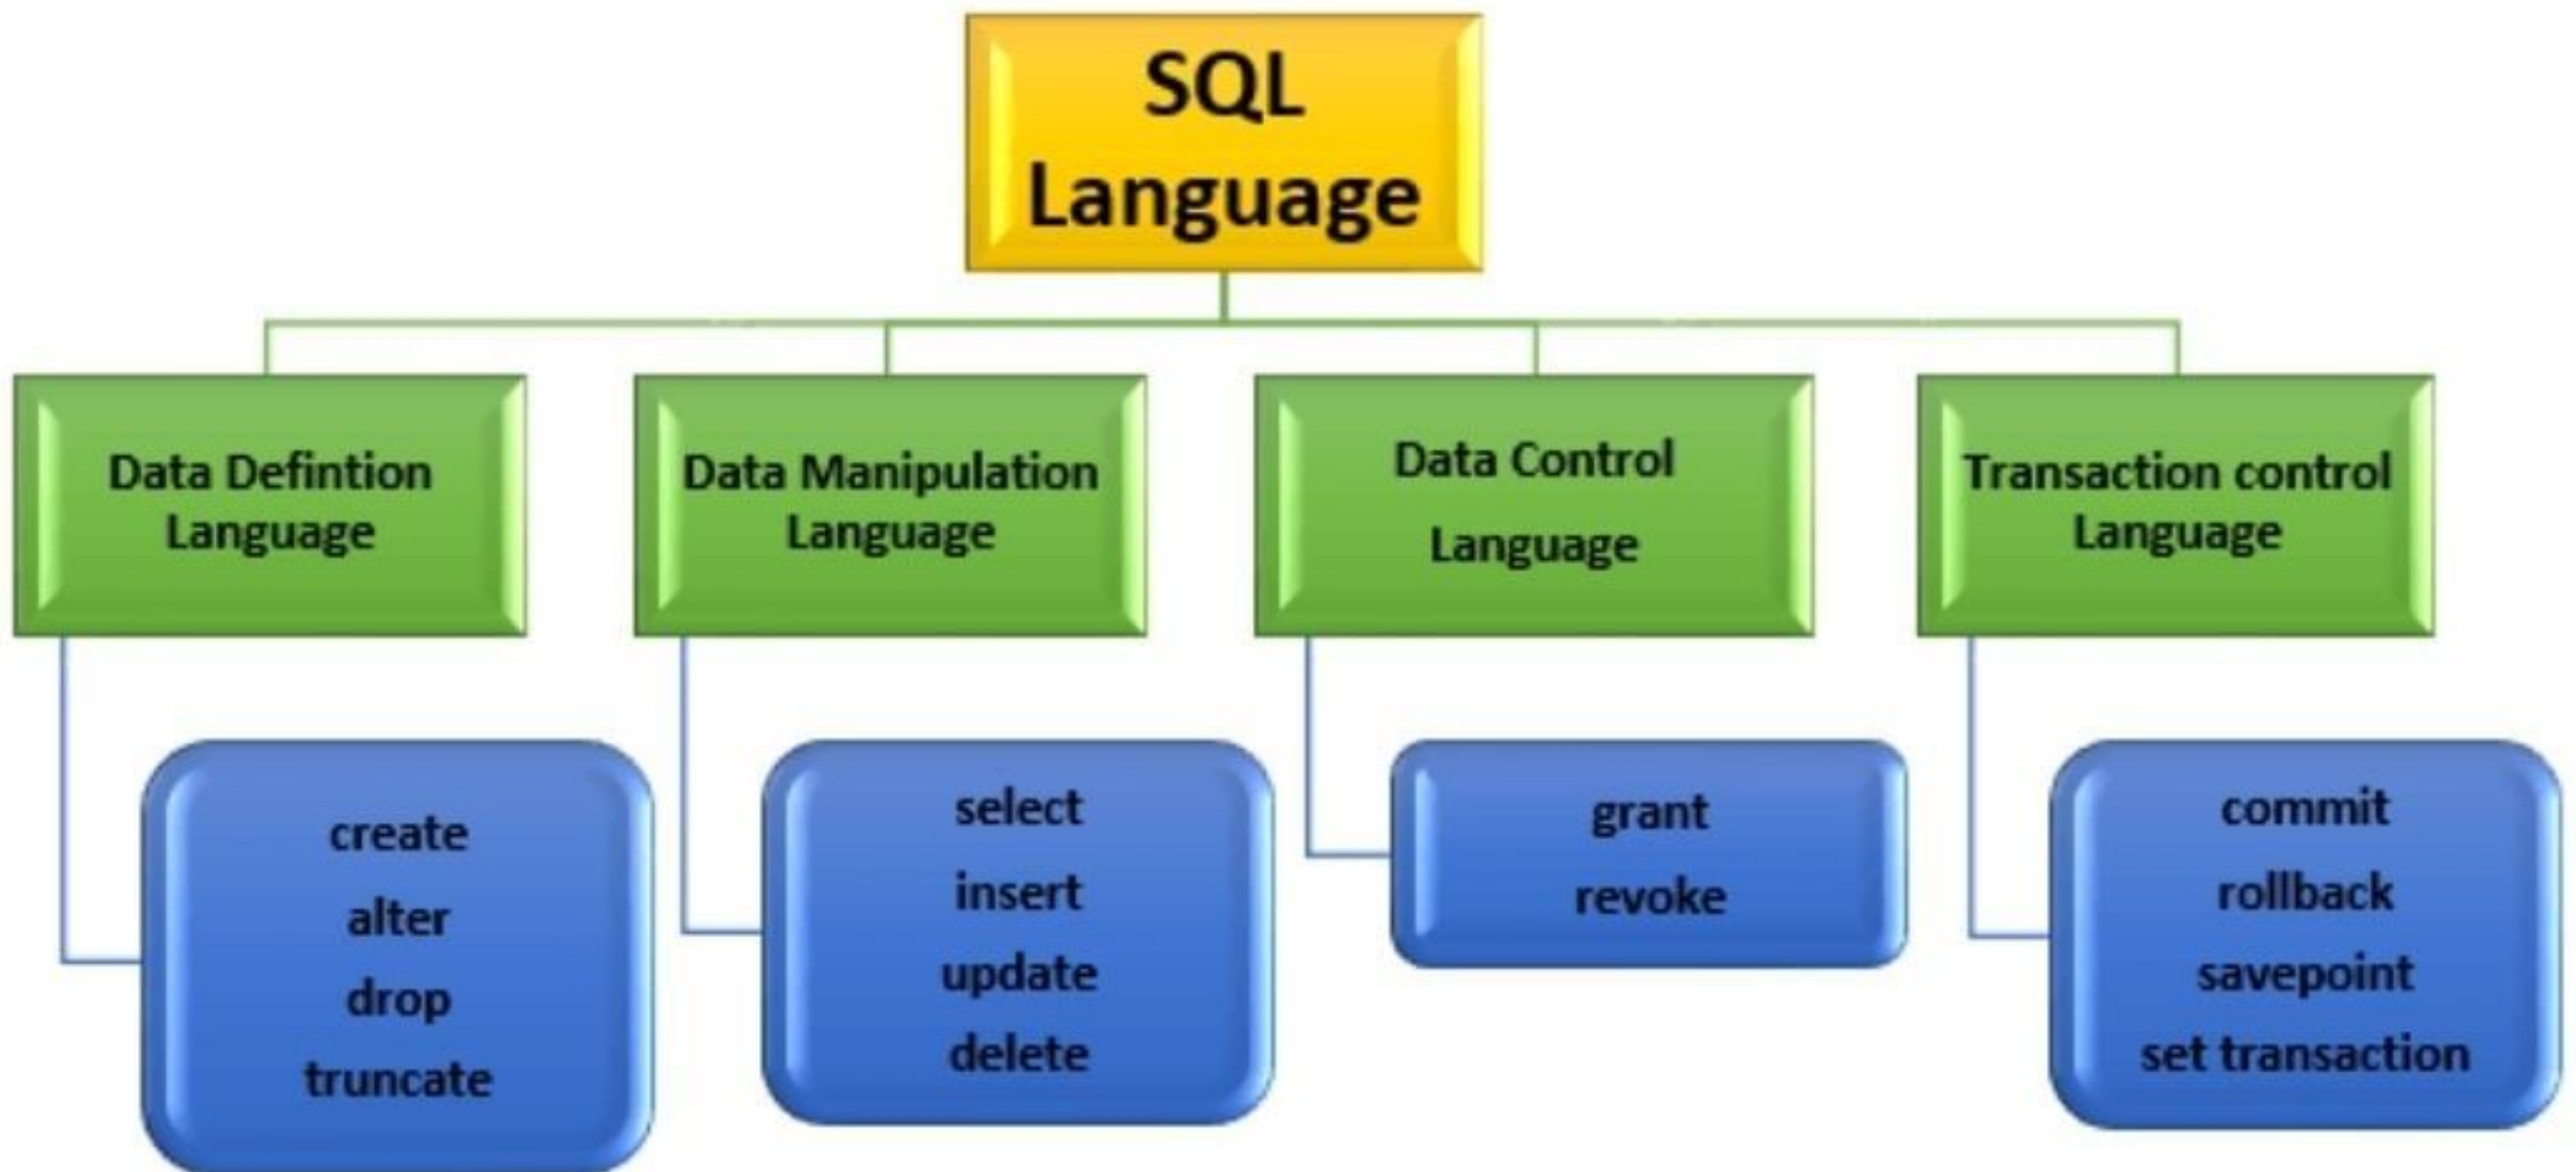 SQL
Language
Data Defintion
Language
Data Manipulation
Language
Data Control
Language
Transaction control
Language
create
alter
drop
truncate
select
insert
update
delete
grant
revoke
commit
rollback
savepoint
set transaction